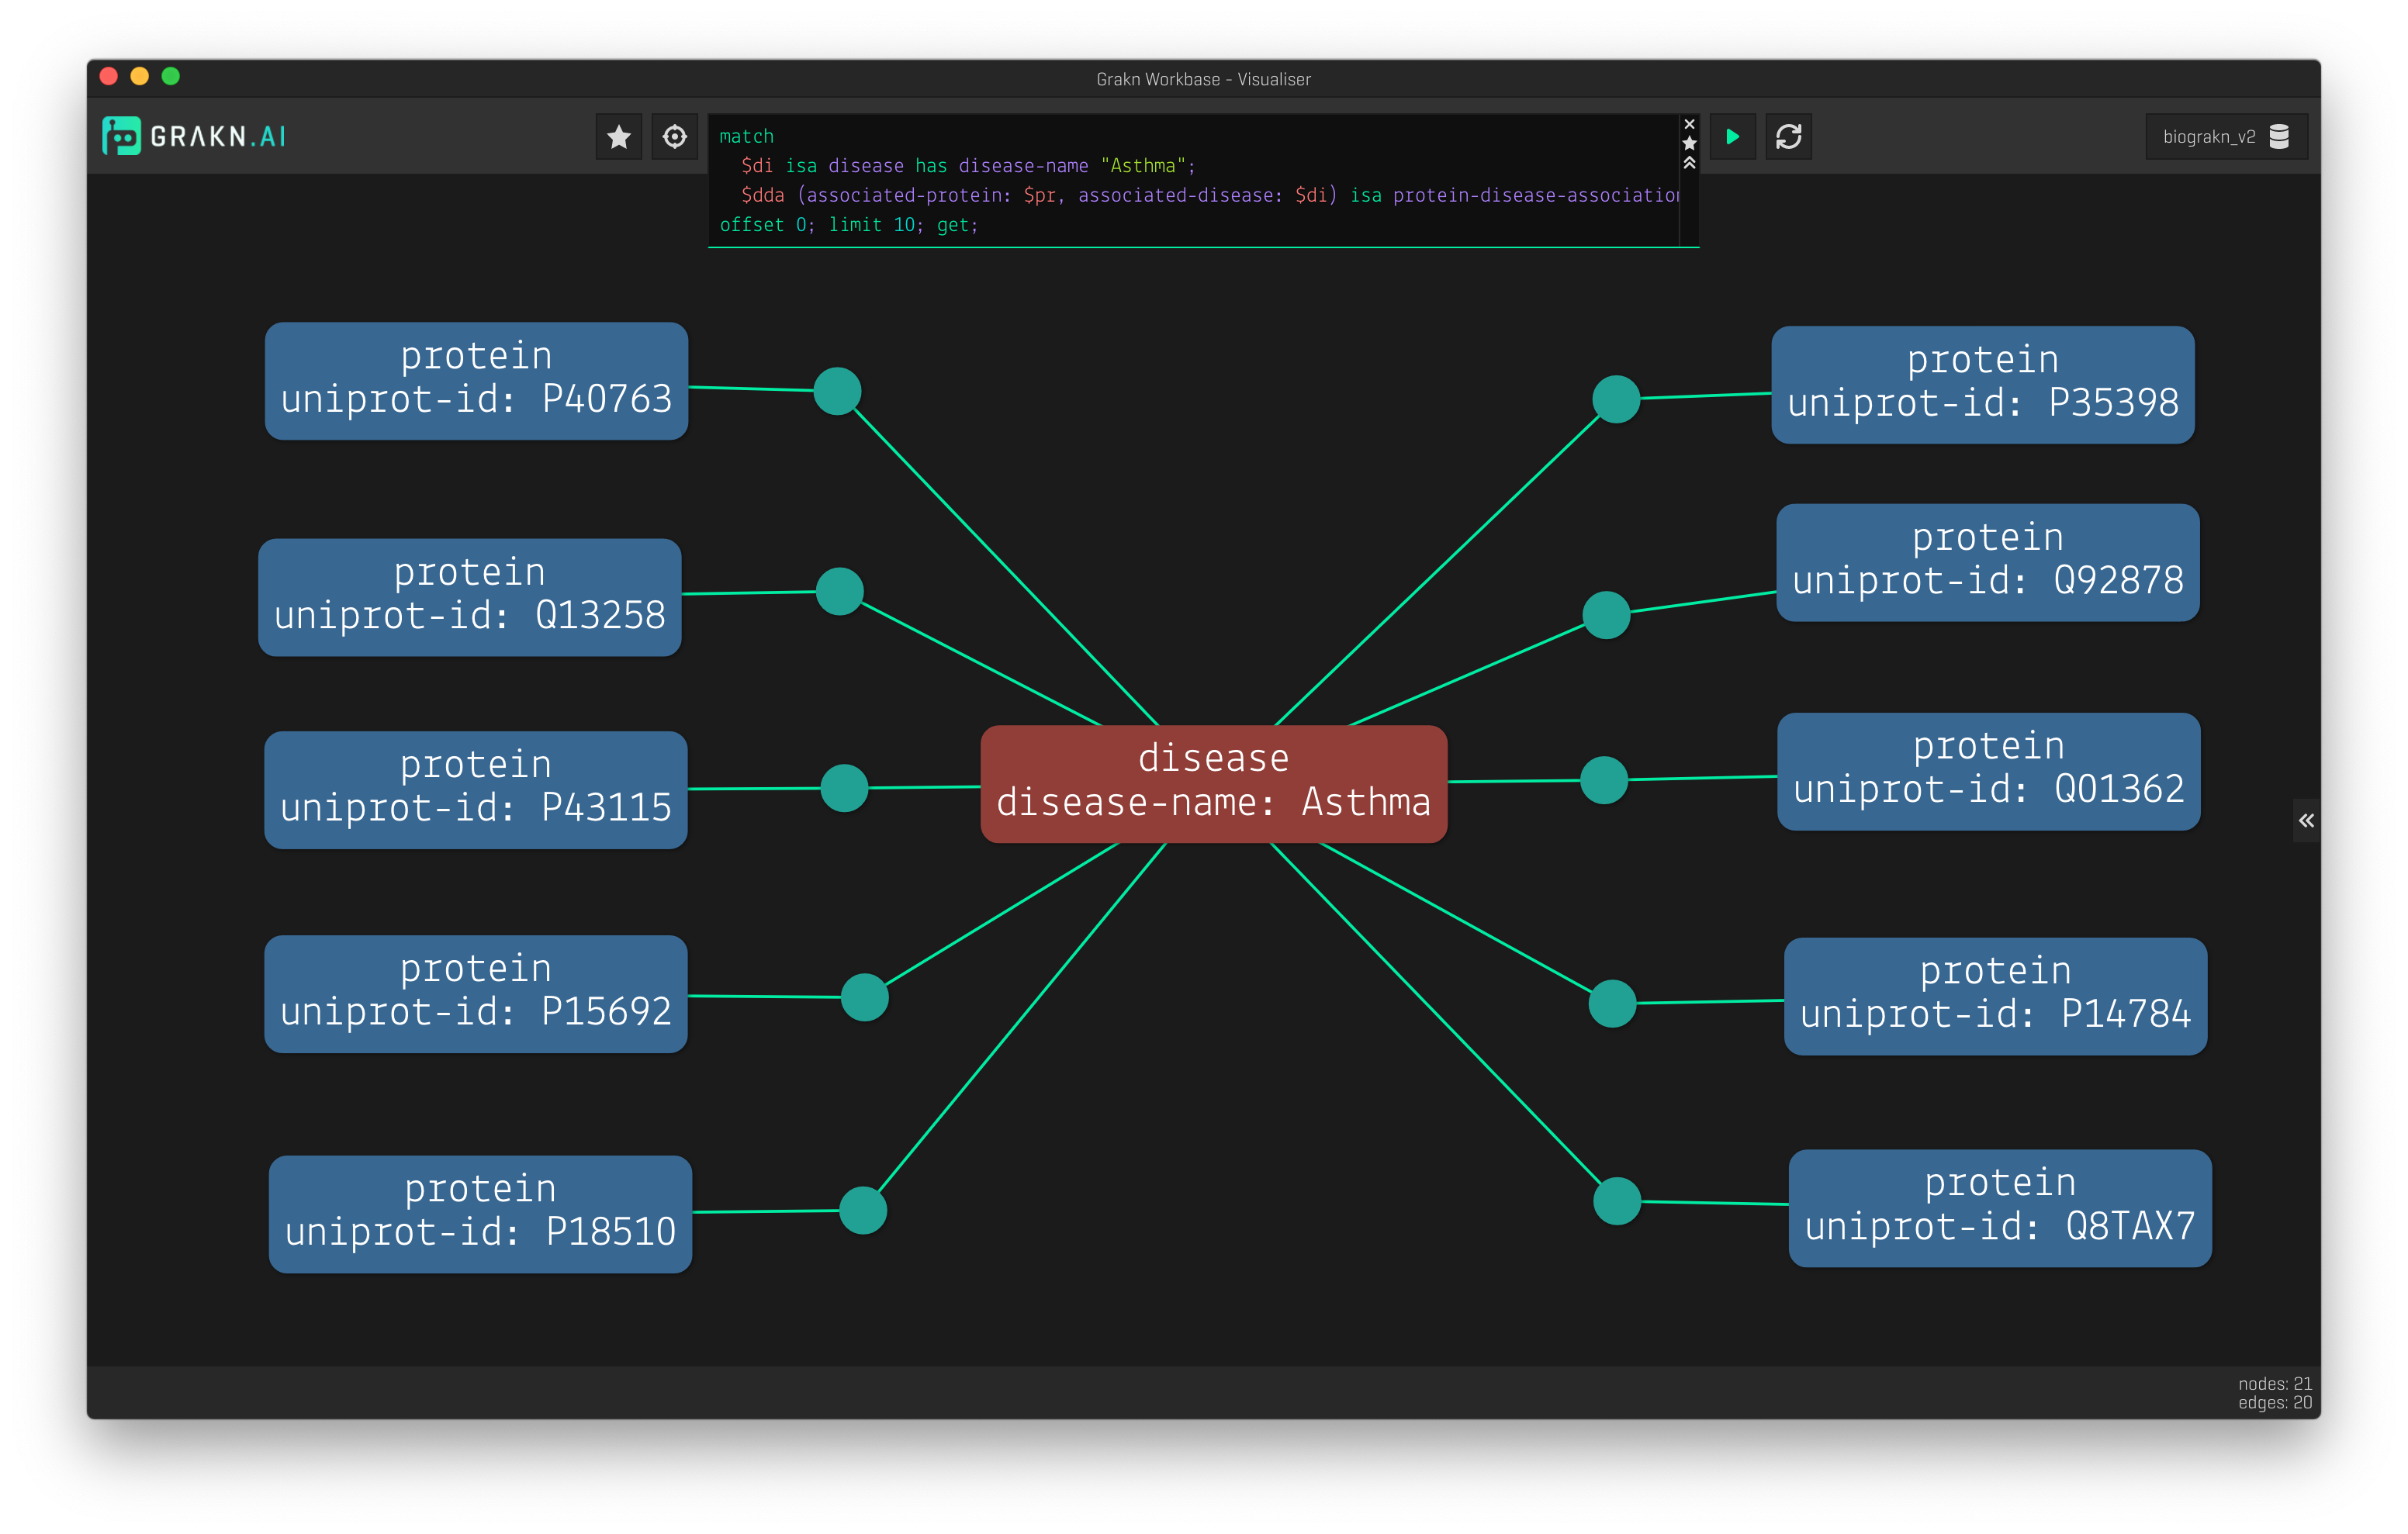 Grakn Workbase - Visualiser
GRAKN.AI
match
$di isa disease has disease-name "Asthma";
$dda (associated-protein: $pr, associated-disease: $di) isa protein-disease-association
offset 0; limit 10; get;
biograkn_v2
protein
uniprot-id: P40763
protein
uniprot-id: P35398
protein
uniprot-id: Q13258
protein
uniprot-id: Q92878
protein
uniprot-id: P43115
disease
disease-name: Asthma
protein
uniprot-id: Q01362
protein
uniprot-id: P15692
protein
uniprot-id: P14784
protein
uniprot-id: P18510
protein
uniprot-id: Q8TAX7
nodes: 21
edges: 20